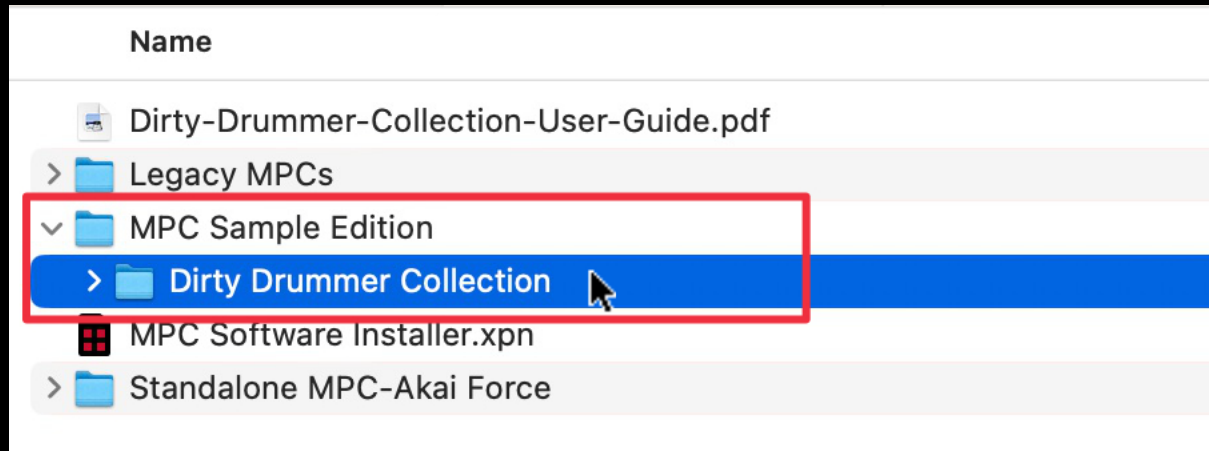 Name
Dirty-Drummer-Collection-User-Guide.pdf
Legacy MPCs
MPC Sample Edition
Dirty Drummer Collection
MPC Software Installer.xpn
Standalone MPC-Akai Force